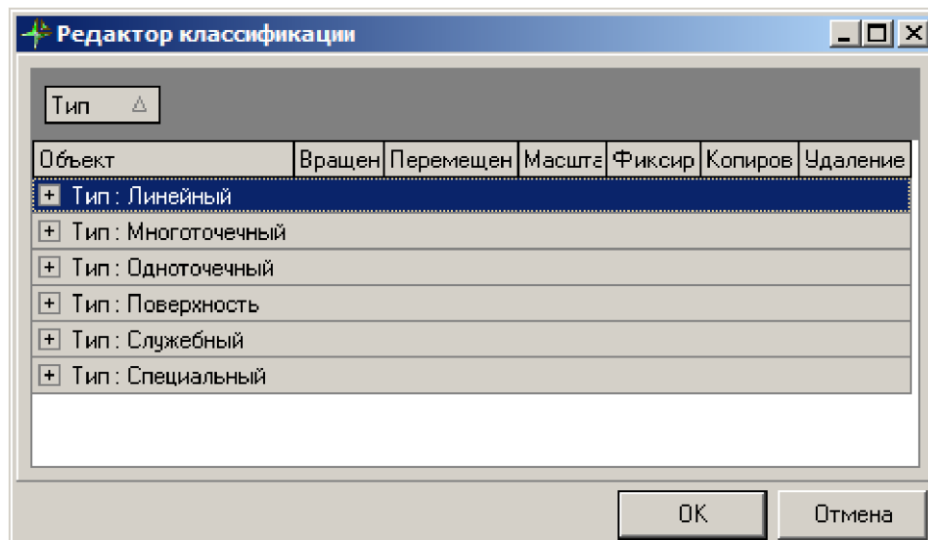 Редактор классификации
Тип
Объект Вращен Перемещен Масшта Фиксир Копиров Удаление
Тип : Линейный
Тип : Многоточечный
Тип : Одноточечный
Тип : Поверхность
Тип : Служебный
Тип : Специальный
OK Отмена